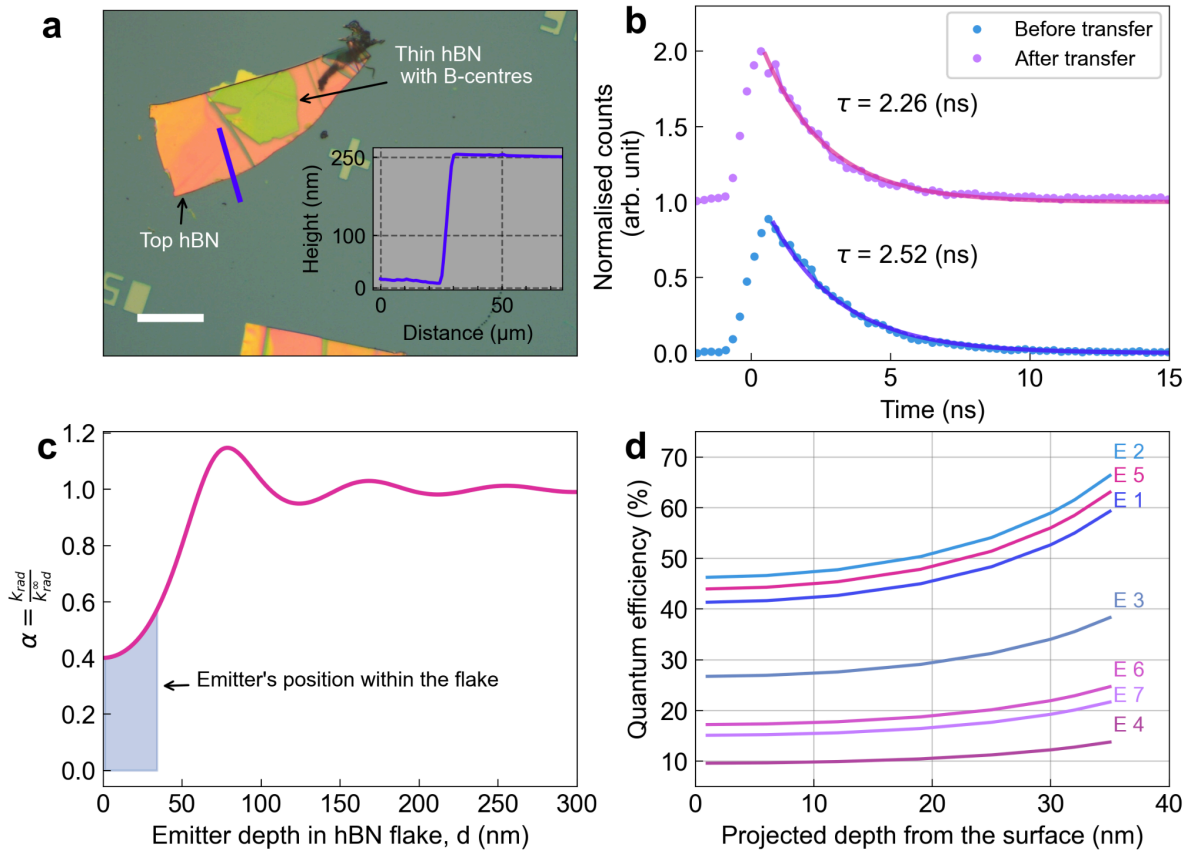 a
Thin hBN
with B-centres
Top hBN
Height (nm)
250
100
0
0
50
Distance (μm)
b
Before transfer
After transfer
τ = 2.26 (ns)
τ = 2.52 (ns)
Normalised counts
(arb. unit)
2.0
1.5
1.0
0.5
0.0
0
5
10
15
Time (ns)
c
α = k_rad / k_rad^∞
1.2
1.0
0.8
0.6
0.4
0.2
0.0
Emitter's position within the flake
0
50
100
150
200
250
300
Emitter depth in hBN flake, d (nm)
d
Quantum efficiency (%)
70
60
50
40
30
20
10
E 2
E 5
E 1
E 3
E 6
E 7
E 4
0
10
20
30
40
Projected depth from the surface (nm)